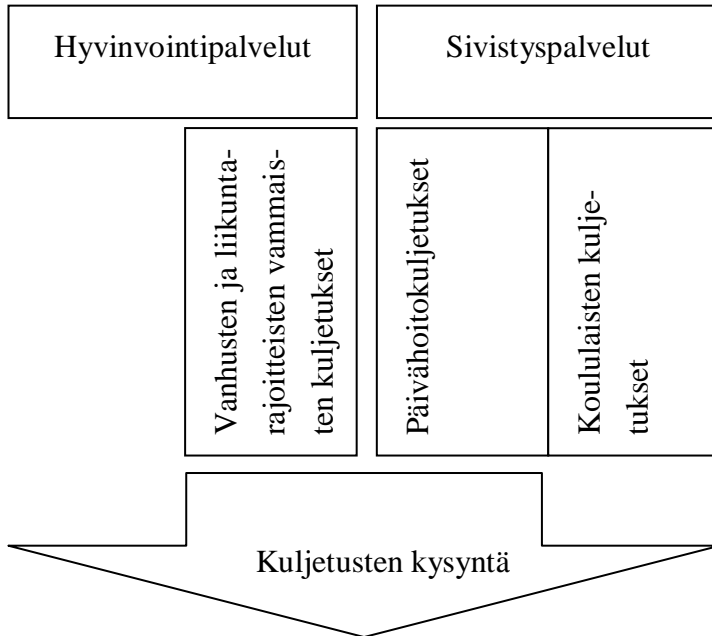 Hyvinvointipalvelut
Sivistyspalvelut
Vanhusten ja liikunta-
rajoitteisten vammais-
ten kuljetukset
Päivähoitokuljetukset
Koululaisten kulje-
tukset
Kuljetusten kysyntä